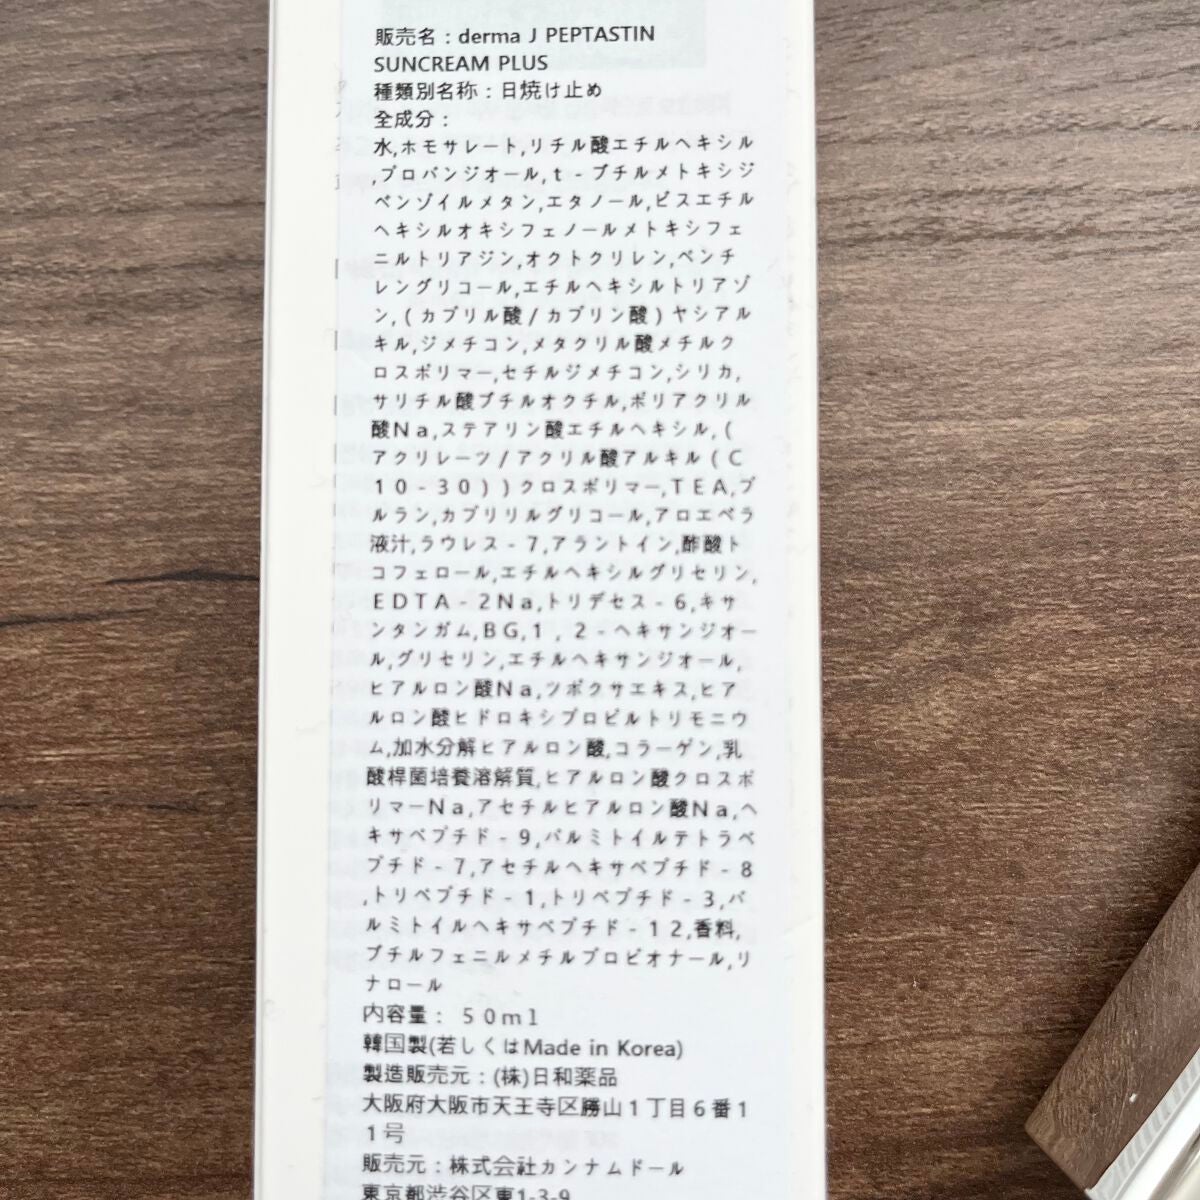 販売名：derma J PEPTASTIN
SUNCREAM PLUS
種類別名称：日焼け止め
全成分：
水,ホモサレート,リチル酸エチルヘキシル
,プロバンジオール,t-ブチルメトキシジ
ベンゾイルメタン,エタノール,ビスエチル
ヘキシルオキシフェノールメトキシフェ
ニルトリアジン,オクトクリレン,ペンチ
レングリコール,エチルヘキシルトリアゾ
ン,(カプリル酸/カプリン酸)ヤシアル
キル,ジメチコン,メタクリル酸メチルク
ロスポリマー,セチルジメチコン,シリカ,
サリチル酸ブチルオクチル,ポリアクリル
酸Na,ステアリン酸エチルヘキシル,(
アクリレーツ/アクリル酸アルキル(C
10-30))クロスポリマー,TEA,プ
ルラン,カプリリルグリコール,アロエベラ
液汁,ラウレス-7,アラントイン,酢酸ト
コフェロール,エチルヘキシルグリセリン,
EDTA-2Na,トリデセス-6,キサ
ンタンガム,BG,1,2-ヘキサンジオー
ル,グリセリン,エチルヘキサンジオール,
ヒアルロン酸Na,ツボクサエキス,ヒア
ルロン酸ヒドロキシプロピルトリモニウ
ム,加水分解ヒアルロン酸,コラーゲン,乳
酸桿菌培養溶解質,ヒアルロン酸クロスポ
リマーNa,アセチルヒアルロン酸Na,ヘ
キサペプチド-9,パルミトイルテトラペ
プチド-7,アセチルヘキサペプチド-8
,トリペプチド-1,トリペプチド-3,パ
ルミトイルヘキサペプチド-12,香料,
ブチルフェニルメチルプロピオナール,リ
ナロール
内容量：50ml
韓国製(若しくはMade in Korea)
製造販売元：(株)日和薬品
大阪府大阪市天王寺区勝山1丁目6番1
1号
販売元：株式会社カンナムドール
東京都渋谷区東1-3-9